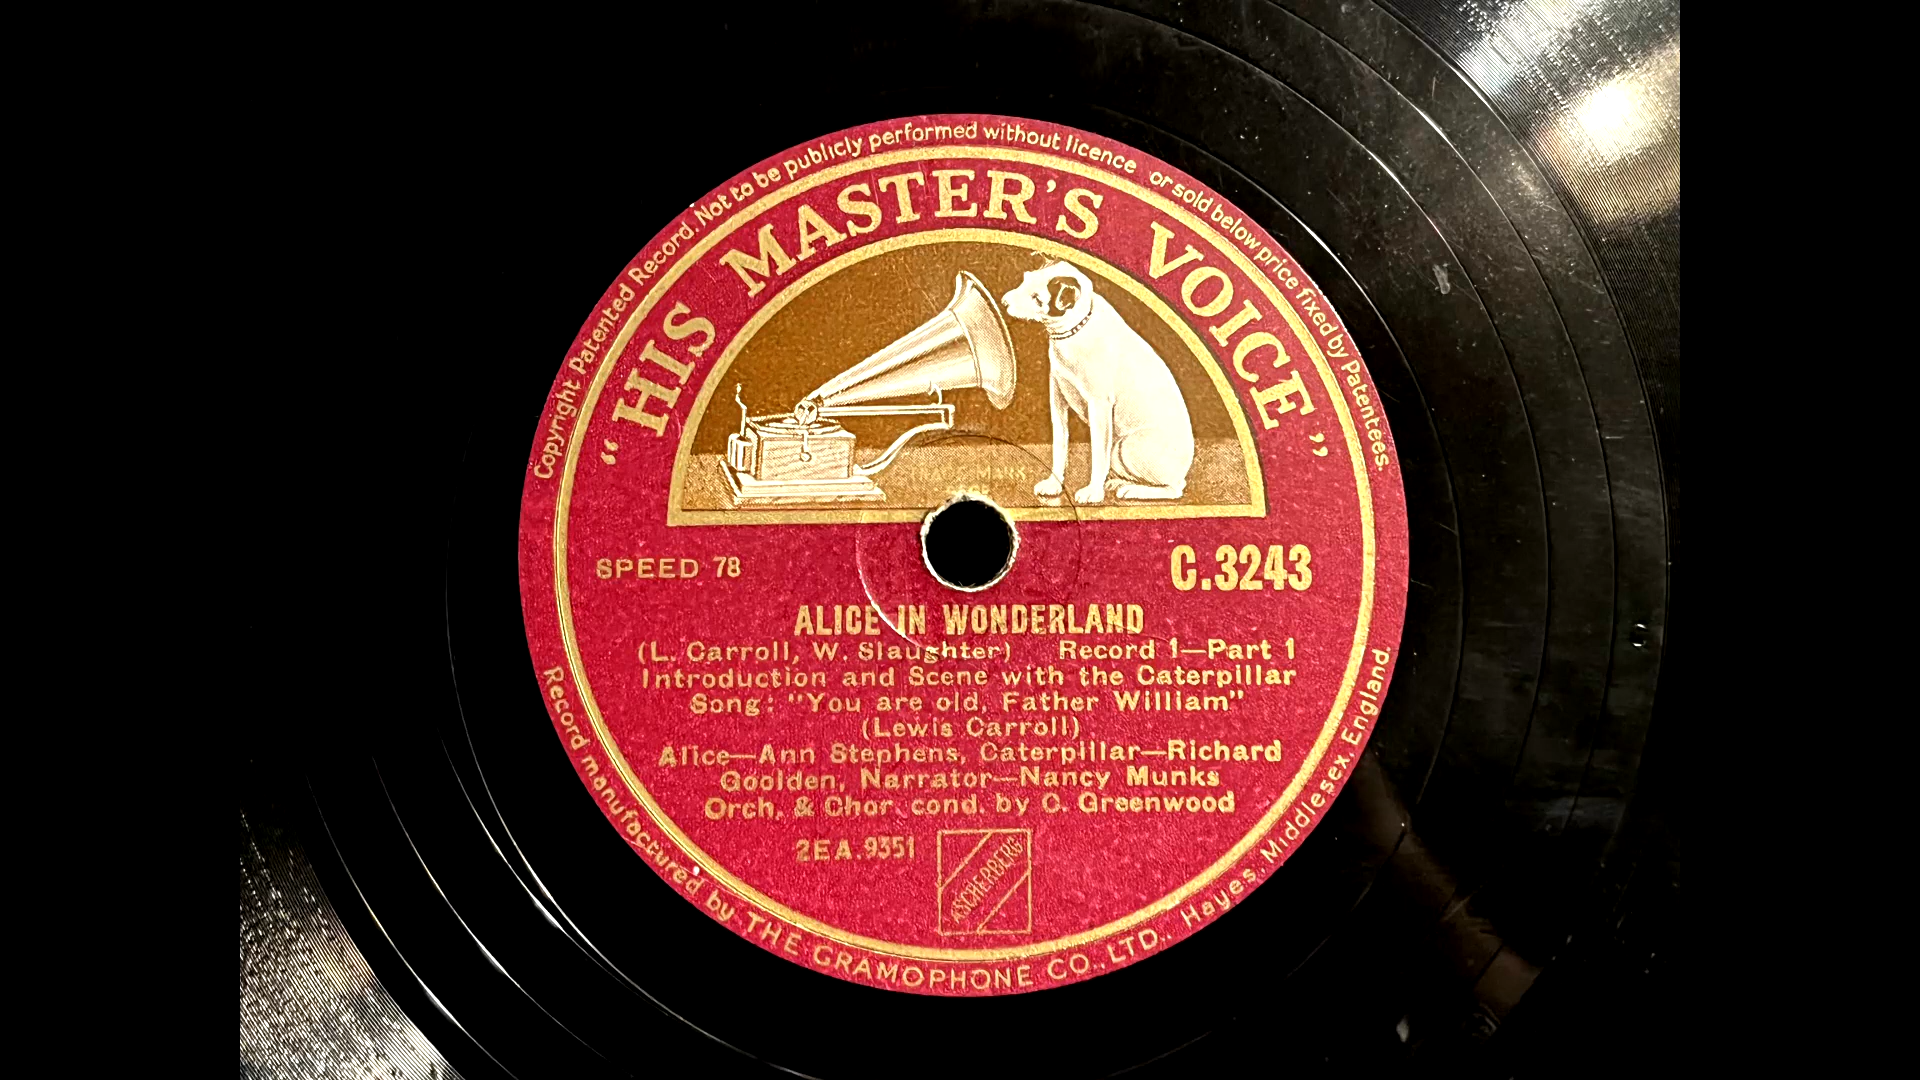 Copyright Patented Record. Not to be publicly performed without licence or sold below price fixed by Patentees.
"HIS MASTER'S VOICE"
SPEED 78
C.3243
ALICE IN WONDERLAND
(L. Carroll, W. Slaughter) Record 1—Part 1
Introduction and Scene with the Caterpillar
Song: "You are old, Father William"
(Lewis Carroll)
Alice—Ann Stephens, Caterpillar—Richard
Goolden, Narrator—Nancy Munks
Orch. & Chor. cond. by C. Greenwood
2EA.9351
ASCHERBERG
Record manufactured by THE GRAMOPHONE CO., LTD., Hayes, Middlesex, England.